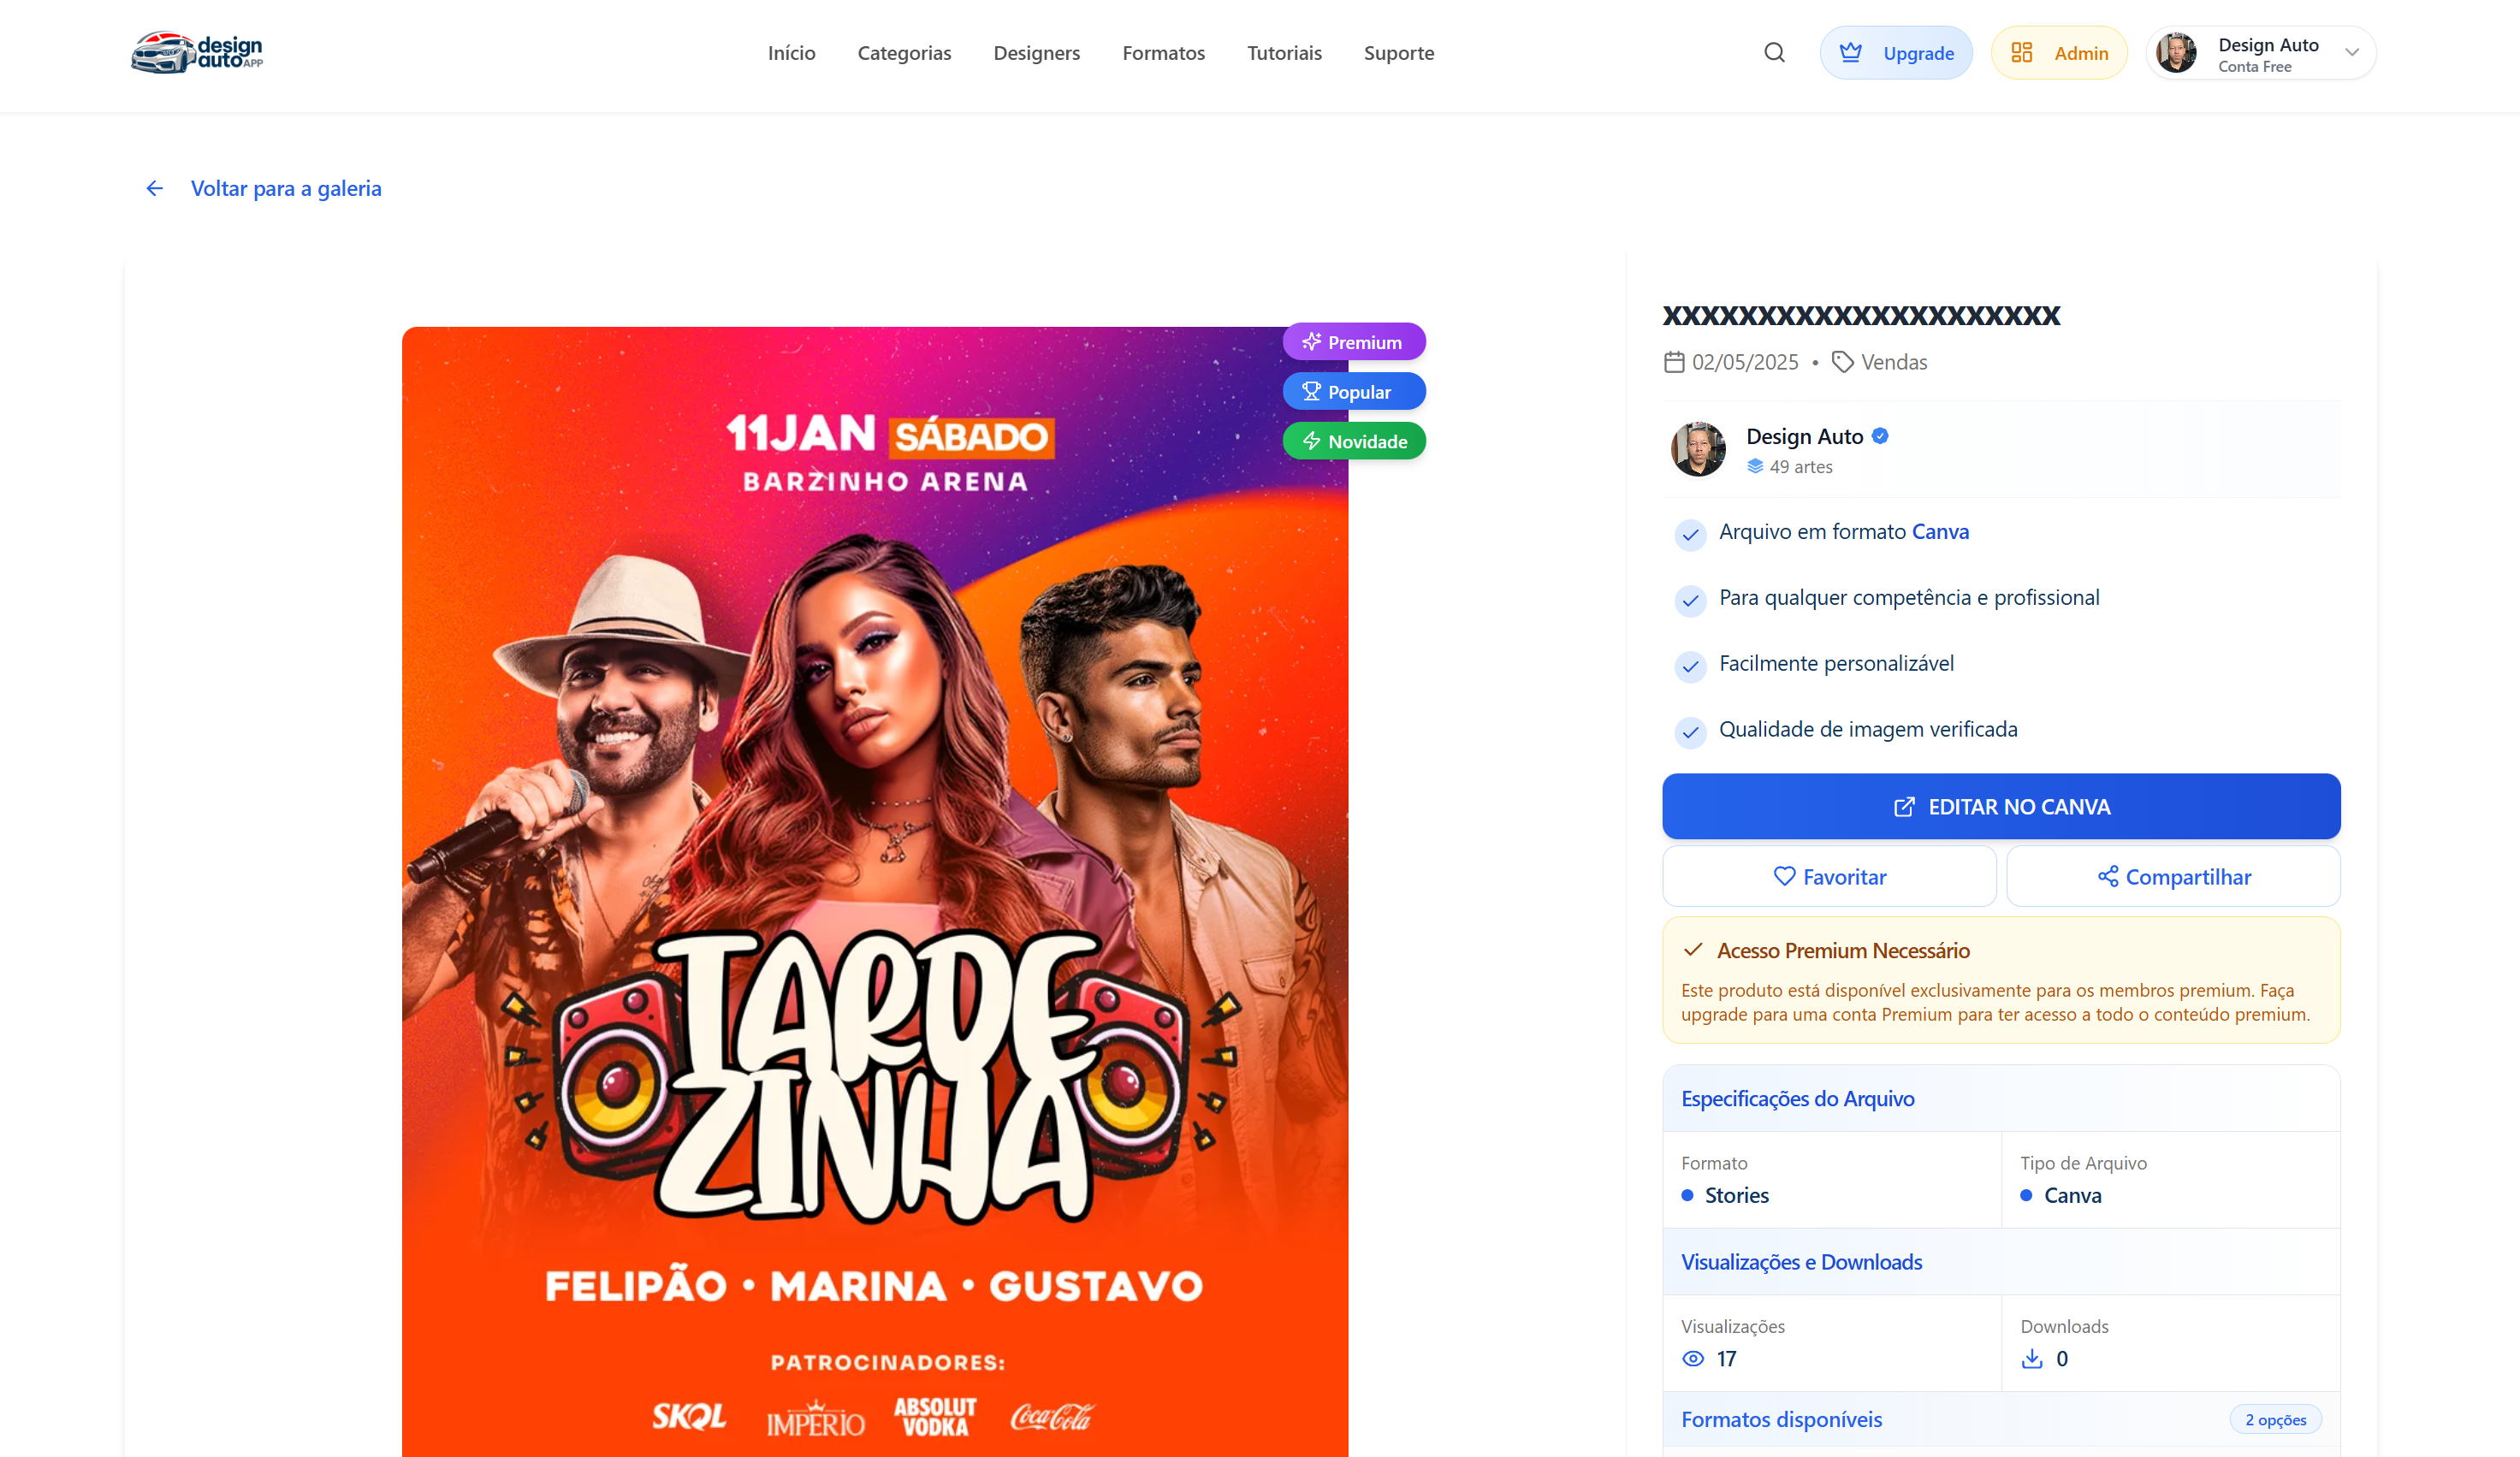 design
autoAPP
Início
Categorias
Designers
Formatos
Tutoriais
Suporte
Upgrade
Admin
Design Auto
Conta Free
Voltar para a galeria
Premium
Popular
Novidade
11JAN SÁBADO
BARZINHO ARENA
TARDE
ZINHA
FELIPÃO • MARINA • GUSTAVO
PATROCINADORES:
SKOL
IMPÉRIO
ABSOLUT
VODKA
Coca-Cola
xxxxxxxxxxxxxxxxxxxxx
02/05/2025 • Vendas
Design Auto
49 artes
Arquivo em formato Canva
Para qualquer competência e profissional
Facilmente personalizável
Qualidade de imagem verificada
EDITAR NO CANVA
Favoritar
Compartilhar
Acesso Premium Necessário
Este produto está disponível exclusivamente para os membros premium. Faça
upgrade para uma conta Premium para ter acesso a todo o conteúdo premium.
Especificações do Arquivo
Formato
Stories
Tipo de Arquivo
Canva
Visualizações e Downloads
Visualizações
17
Downloads
0
Formatos disponíveis
2 opções